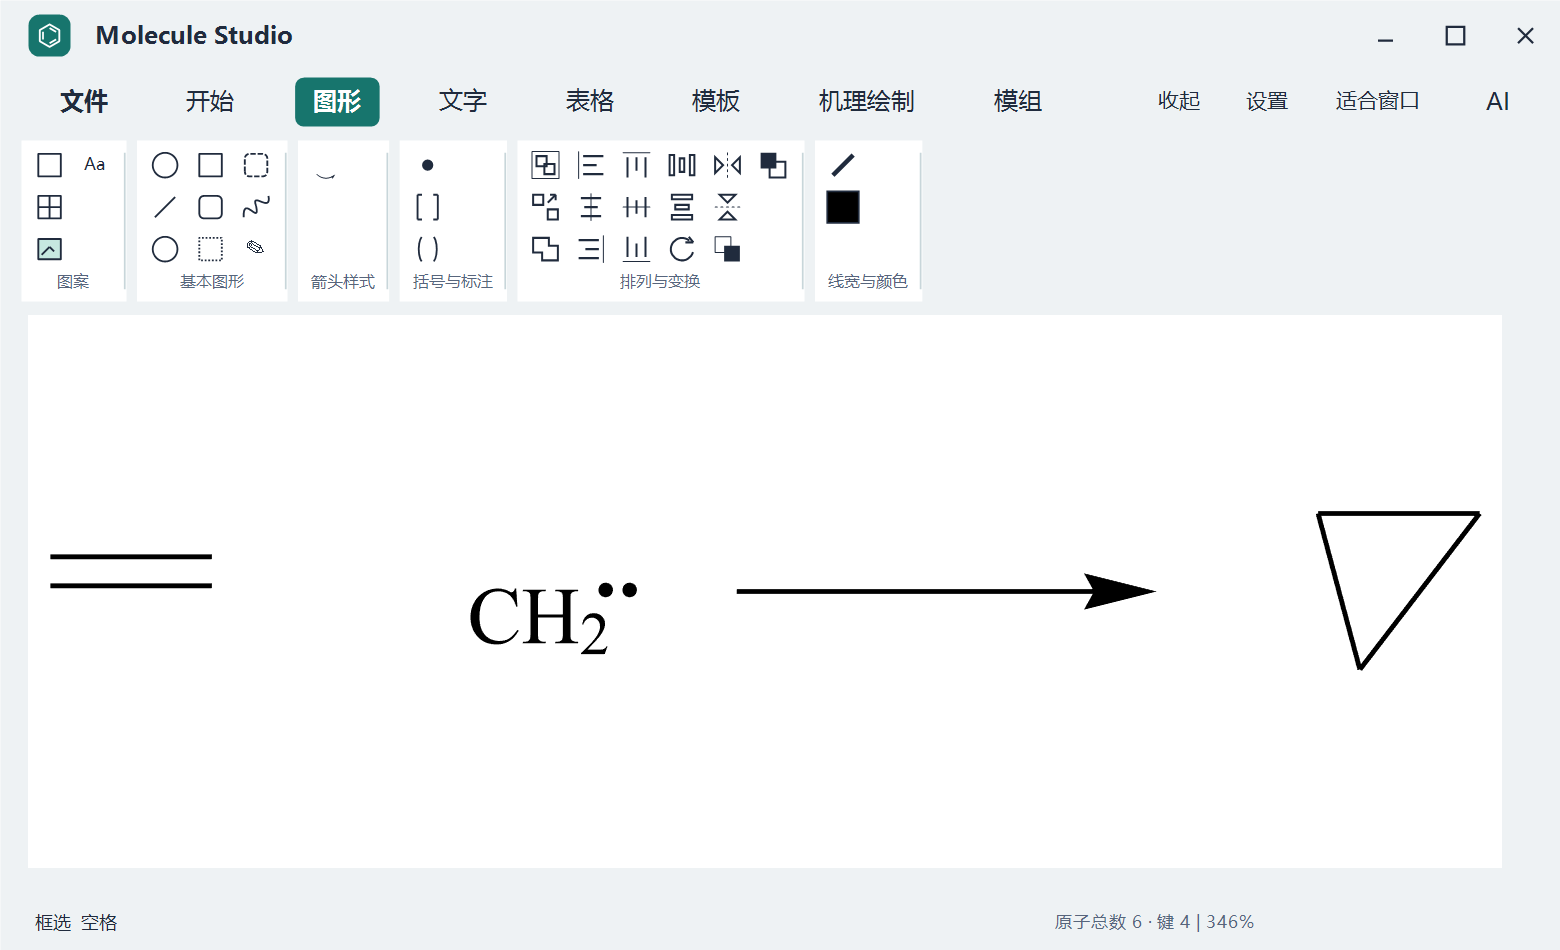 Molecule Studio
文件 开始 图形 文字 表格 模板 机理绘制 模组 收起 设置 适合窗口 AI
Aa
图案 基本图形 箭头样式 括号与标注 排列与变换 线宽与颜色
CH2
框选 空格 原子总数 6 · 键 4 | 346%